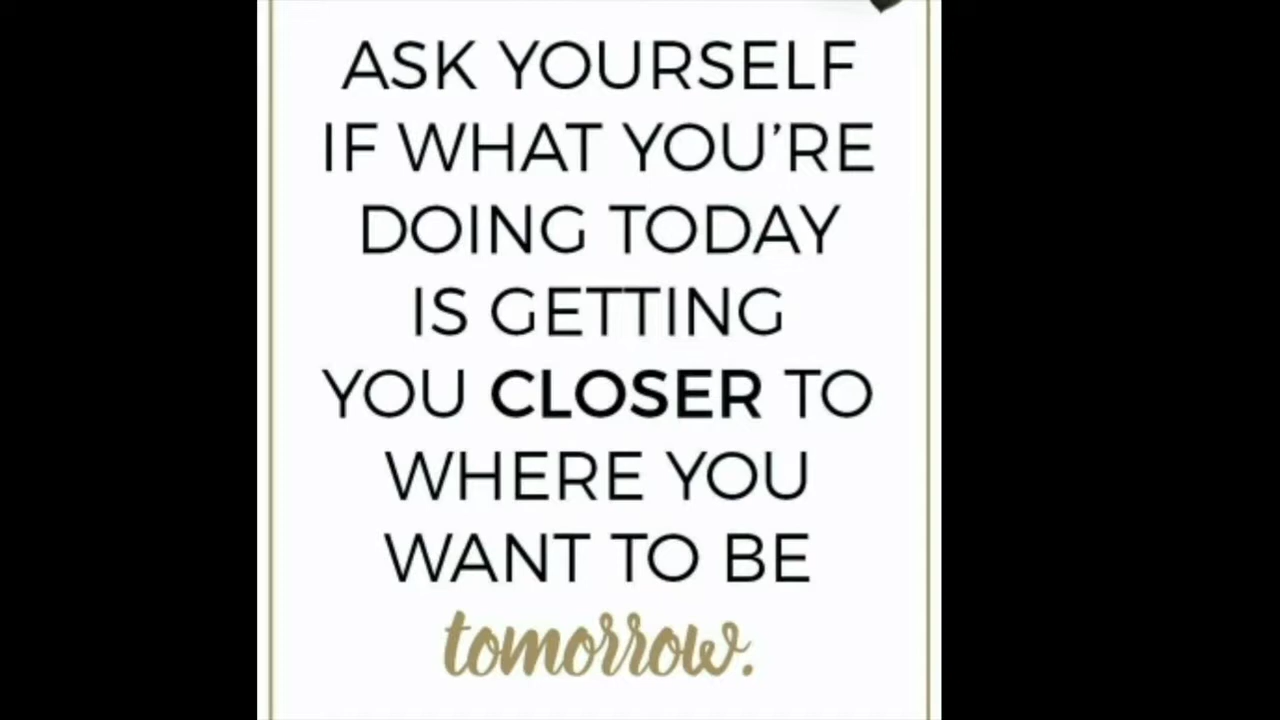 ASK YOURSELF
IF WHAT YOU’RE
DOING TODAY
IS GETTING
YOU CLOSER TO
WHERE YOU
WANT TO BE
tomorrow.